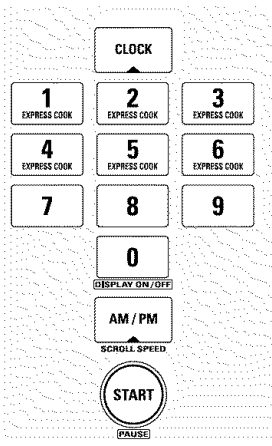 CLOCK
1 2 3
EXPRESS COOK EXPRESS COOK EXPRESS COOK
4 5 6
EXPRESS COOK EXPRESS COOK EXPRESS COOK
7 8 9
0
DISPLAY ON/OFF
AM / PM
SCROLL SPEED
START
PAUSE